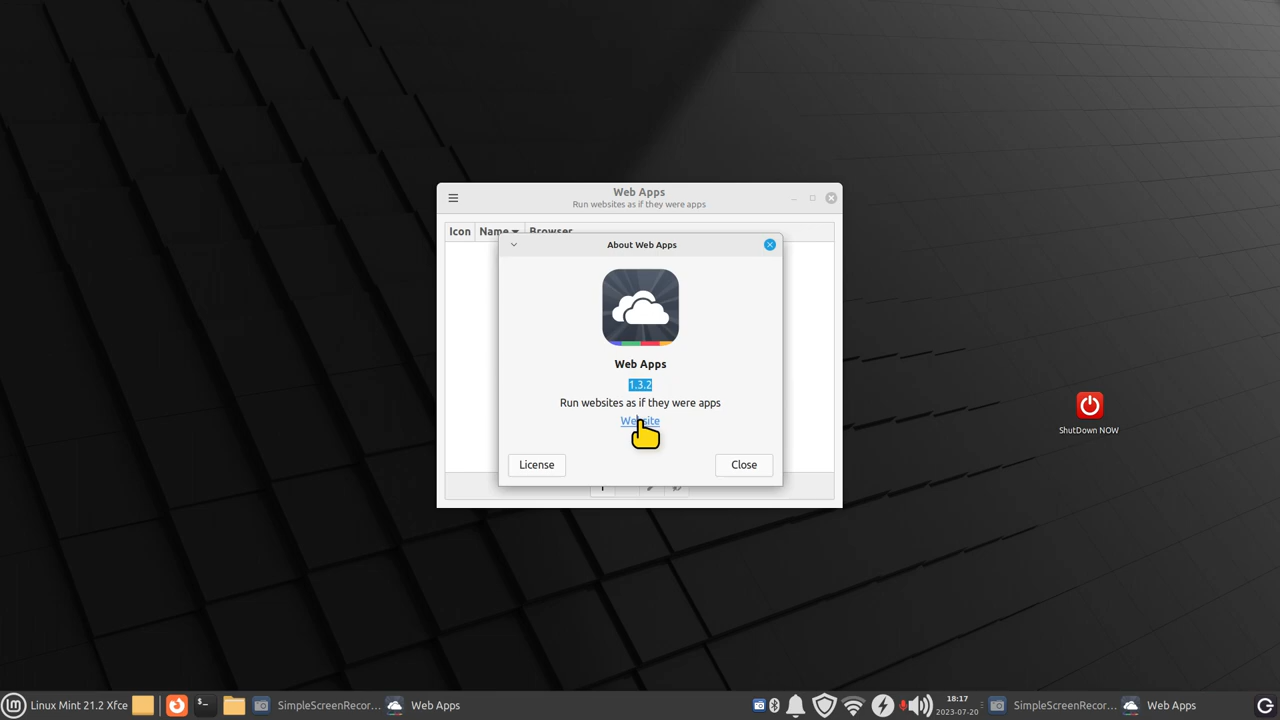 Web Apps
Run websites as if they were apps
Icon Name Browser
About Web Apps
Web Apps
1.3.2
Run websites as if they were apps
Website
License Close
ShutDown NOW
Linux Mint 21.2 Xfce SimpleScreenRecor... Web Apps 18:17 SimpleScreenRecor... Web Apps
2023-07-20